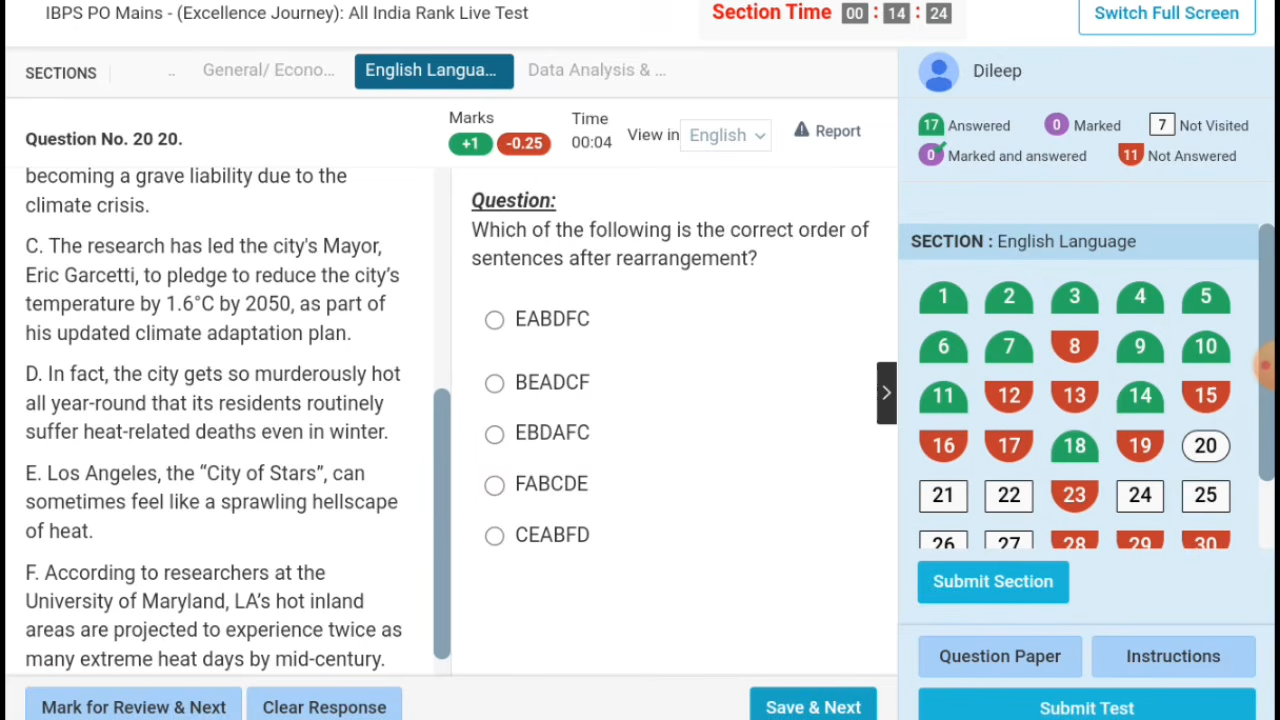 IBPS PO Mains - (Excellence Journey): All India Rank Live Test
Section Time 00 : 14 : 24
Switch Full Screen
SECTIONS
..
General/ Econo...
English Langua...
Data Analysis & ...
Dileep
Question No. 20 20.
Marks
+1 -0.25
Time
00:04
View in English
Report
17 Answered
0 Marked
7 Not Visited
0 Marked and answered
11 Not Answered
becoming a grave liability due to the
climate crisis.
C. The research has led the city's Mayor,
Eric Garcetti, to pledge to reduce the city's
temperature by 1.6°C by 2050, as part of
his updated climate adaptation plan.
D. In fact, the city gets so murderously hot
all year-round that its residents routinely
suffer heat-related deaths even in winter.
E. Los Angeles, the “City of Stars”, can
sometimes feel like a sprawling hellscape
of heat.
F. According to researchers at the
University of Maryland, LA’s hot inland
areas are projected to experience twice as
many extreme heat days by mid-century.
Question:
Which of the following is the correct order of
sentences after rearrangement?
EABDFC
BEADCF
EBDAFC
FABCDE
CEABFD
SECTION : English Language
1 2 3 4 5
6 7 8 9 10
11 12 13 14 15
16 17 18 19 20
21 22 23 24 25
26 27 28 29 30
Submit Section
Question Paper
Instructions
Mark for Review & Next
Clear Response
Save & Next
Submit Test